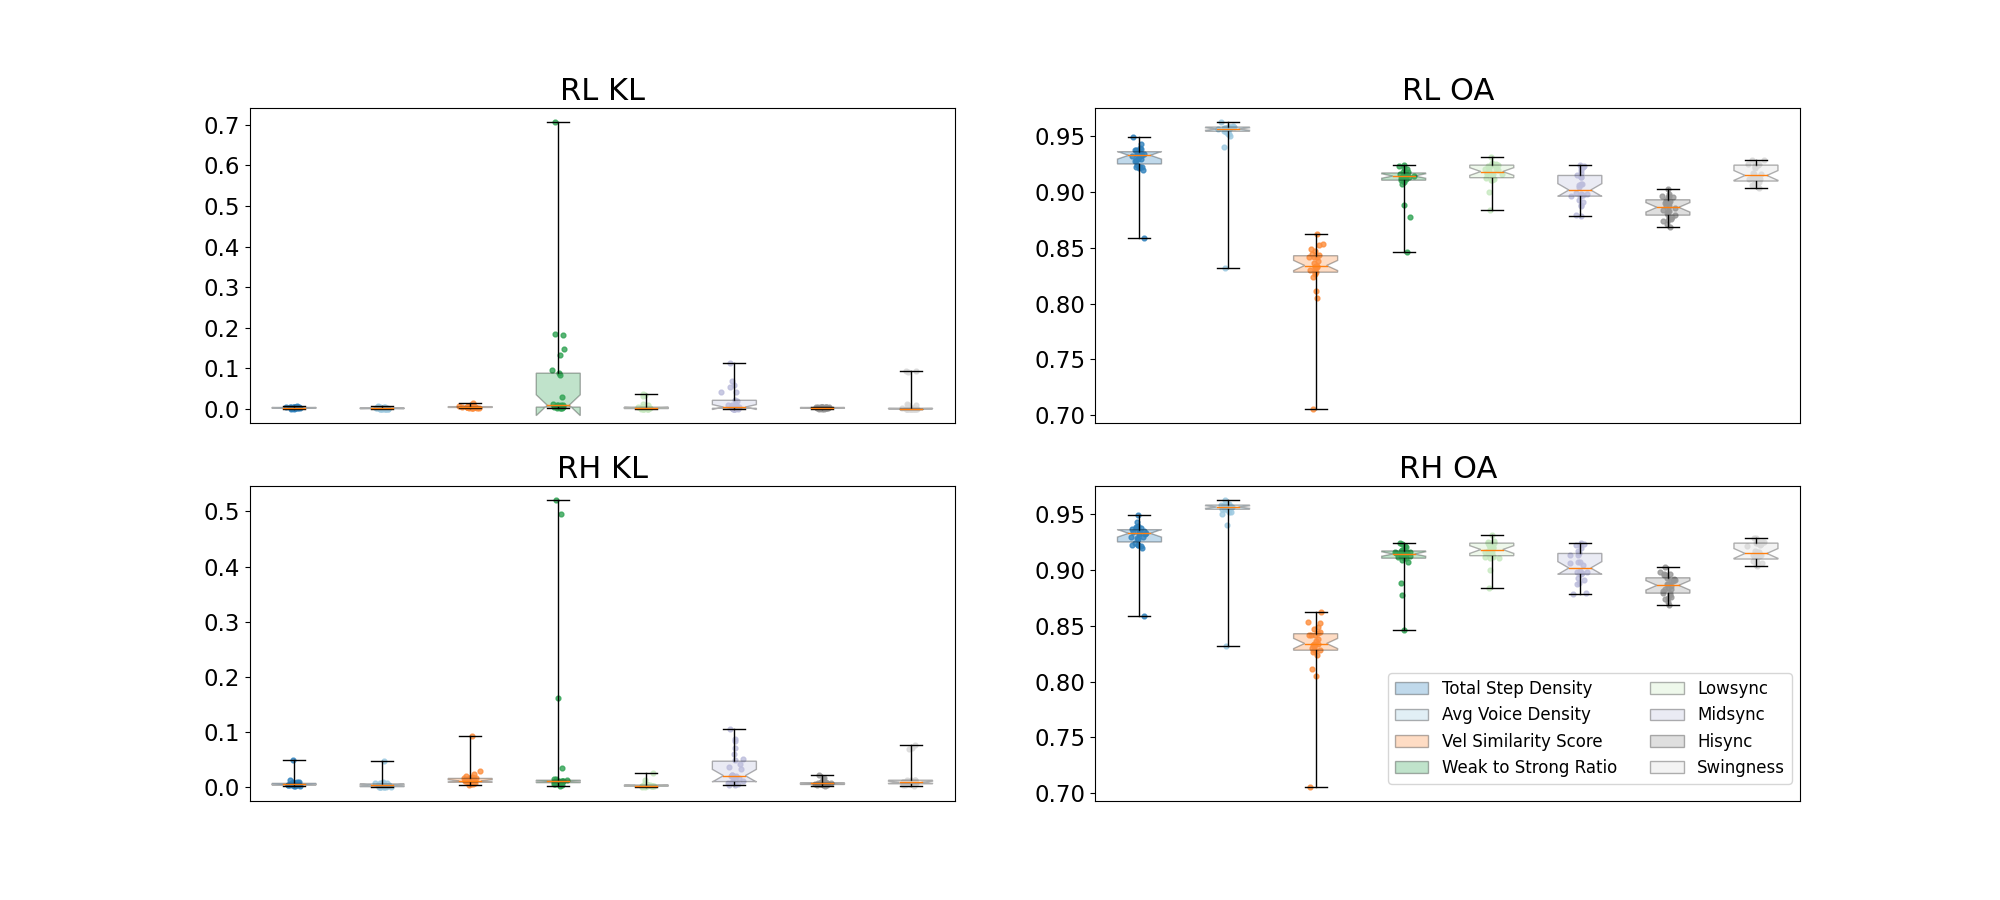 RL KL
0.7
0.6
0.5
0.4
0.3
0.2
0.1
0.0
RL OA
0.95
0.90
0.85
0.80
0.75
0.70
RH KL
0.5
0.4
0.3
0.2
0.1
0.0
RH OA
0.95
0.90
0.85
0.80
0.75
0.70
Total Step Density
Avg Voice Density
Vel Similarity Score
Weak to Strong Ratio
Lowsync
Midsync
Hisync
Swingness